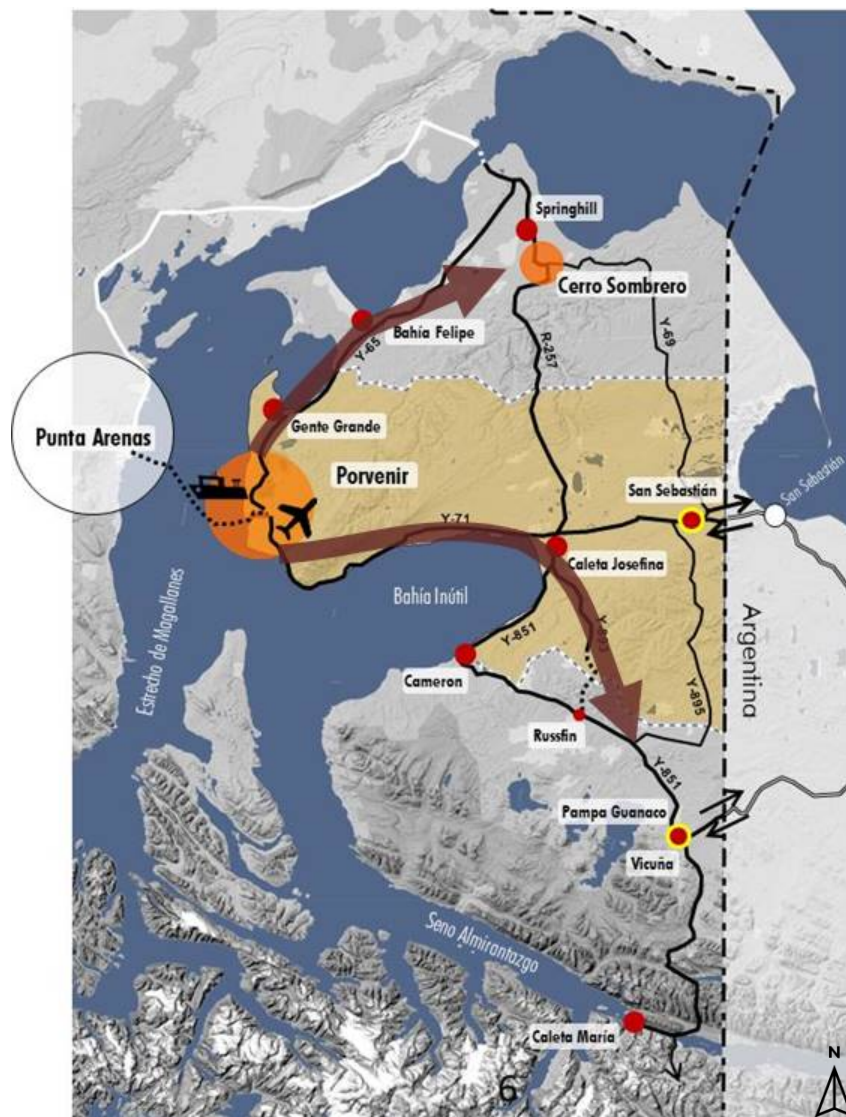 Springhill
Cerro Sombrero
Y-69
R-257
Bahía Felipe
Y-65
Gente Grande
Punta Arenas
Porvenir
San Sebastián
San Sebastián
Y-71
Caleta Josefina
Bahía Inútil
Estrecho de Magallanes
Y-851
Argentina
Cameron
Y-895
Russfin
Y-851
Pampa Guanaco
Vicuña
Seno Almirantazgo
Caleta María
6
N